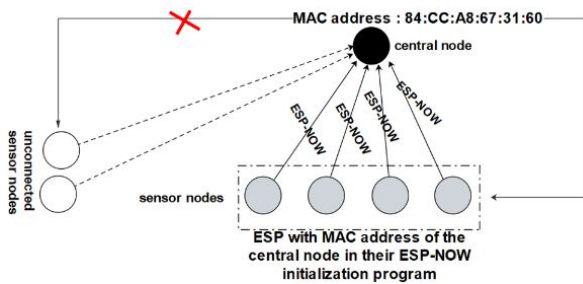 MAC address : 84:CC:A8:67:31:60
central node
ESP-NOW
ESP-NOW
ESP-NOW
ESP-NOW
unconnected
sensor nodes
sensor nodes
ESP with MAC address of the
central node in their ESP-NOW
initialization program